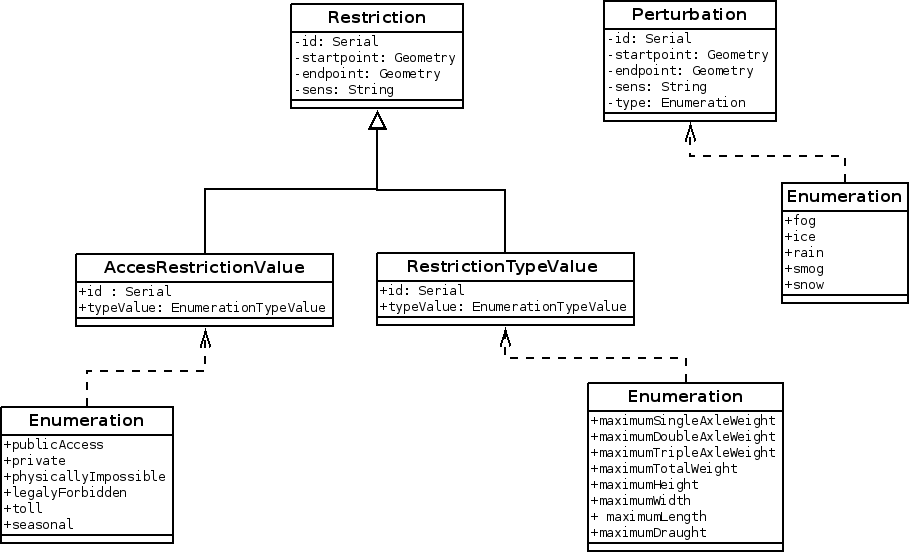 Restriction
-id: Serial
-startpoint: Geometry
-endpoint: Geometry
-sens: String
Perturbation
-id: Serial
-startpoint: Geometry
-endpoint: Geometry
-sens: String
-type: Enumeration
Enumeration
+fog
+ice
+rain
+smog
+snow
AccesRestrictionValue
+id : Serial
+typeValue: EnumerationTypeValue
RestrictionTypeValue
+id: Serial
+typeValue: EnumerationTypeValue
Enumeration
+publicAccess
+private
+physicallyImpossible
+legalyForbidden
+toll
+seasonal
Enumeration
+maximumSingleAxleWeight
+maximumDoubleAxleWeight
+maximumTripleAxleWeight
+maximumTotalWeight
+maximumHeight
+maximumWidth
+ maximumLength
+maximumDraught